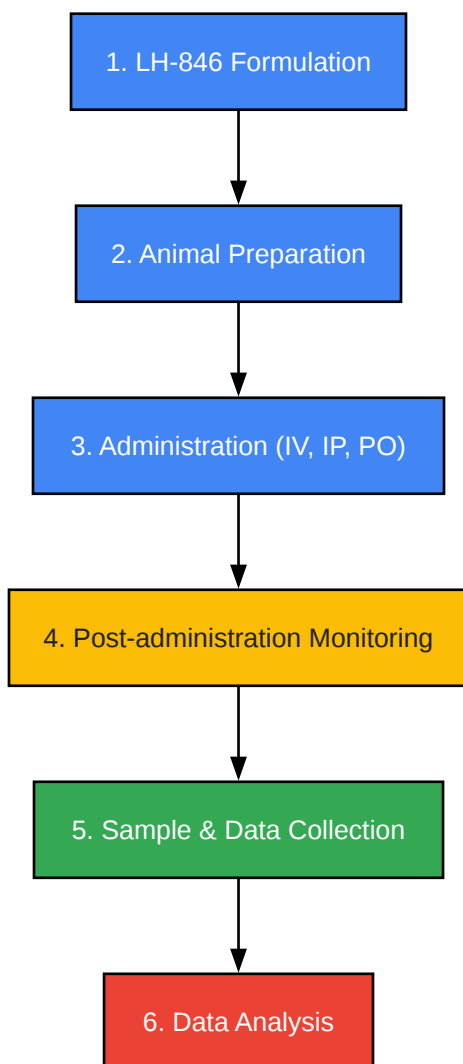 1. LH-846 Formulation
2. Animal Preparation
3. Administration (IV, IP, PO)
4. Post-administration Monitoring
5. Sample & Data Collection
6. Data Analysis